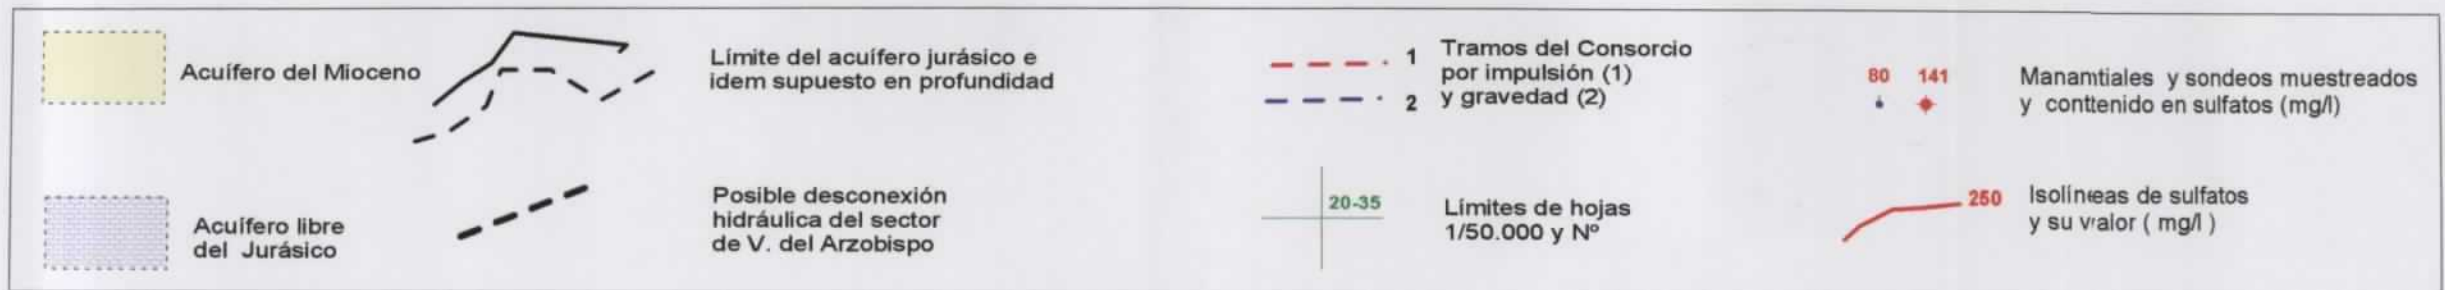 Acuífero del Mioceno
Límite del acuífero jurásico e
idem supuesto en profundidad
1
2
Tramos del Consorcio
por impulsión (1)
y gravedad (2)
80 141
Manamtiales y sondeos muestreados
y conttenido en sulfatos (mg/l)
Acuífero libre
del Jurásico
Posible desconexión
hidráulica del sector
de V. del Arzobispo
20-35
Límites de hojas
1/50.000 y Nº
250
Isolíneas de sulfatos
y su valor ( mg/l )